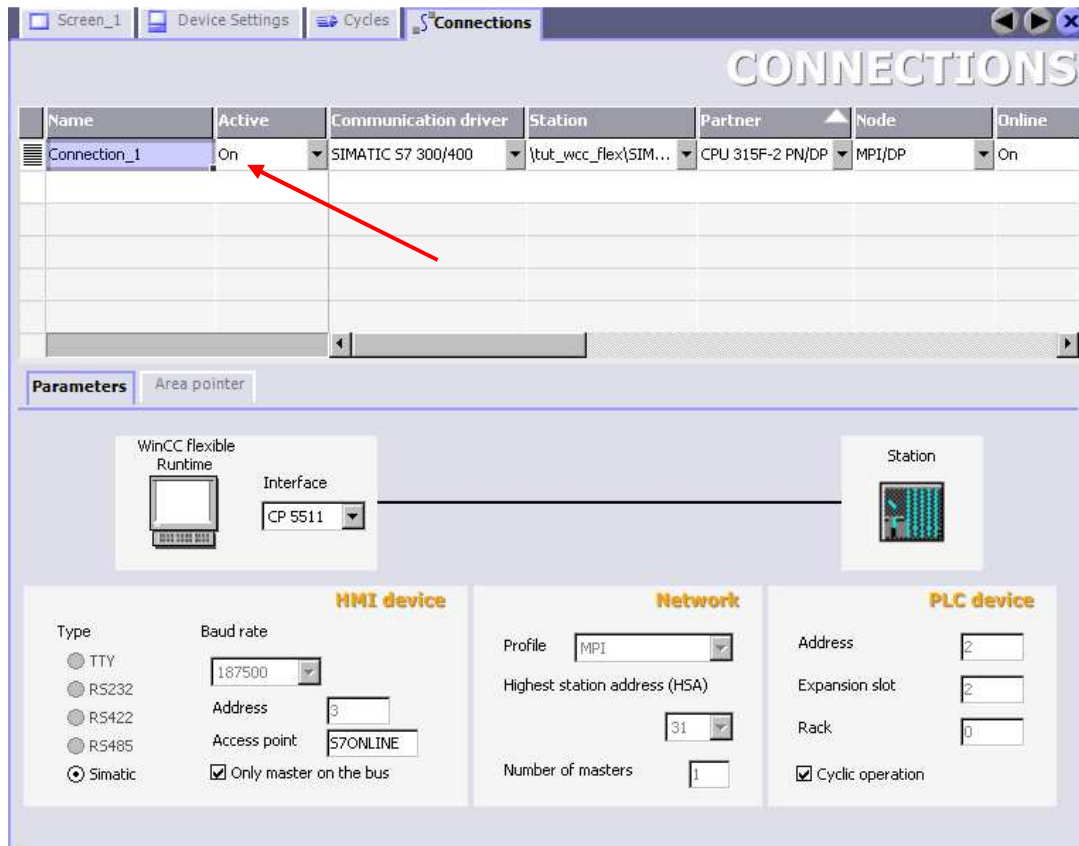 Screen_1 Device Settings Cycles Connections
CONNECTIONS
Name Active Communication driver Station Partner Node Online
Connection_1 On SIMATIC S7 300/400 \tut_wcc_flex\SIM... CPU 315F-2 PN/DP MPI/DP On
Parameters Area pointer
WinCC flexible
Runtime
Interface
CP 5511
Station
HMI device
Type Baud rate
TTY
187500
RS232
RS422
Address 3
RS485
Access point S7ONLINE
Simatic
Only master on the bus
Network
Profile MPI
Highest station address (HSA)
31
Number of masters 1
PLC device
Address 2
Expansion slot 2
Rack 0
Cyclic operation